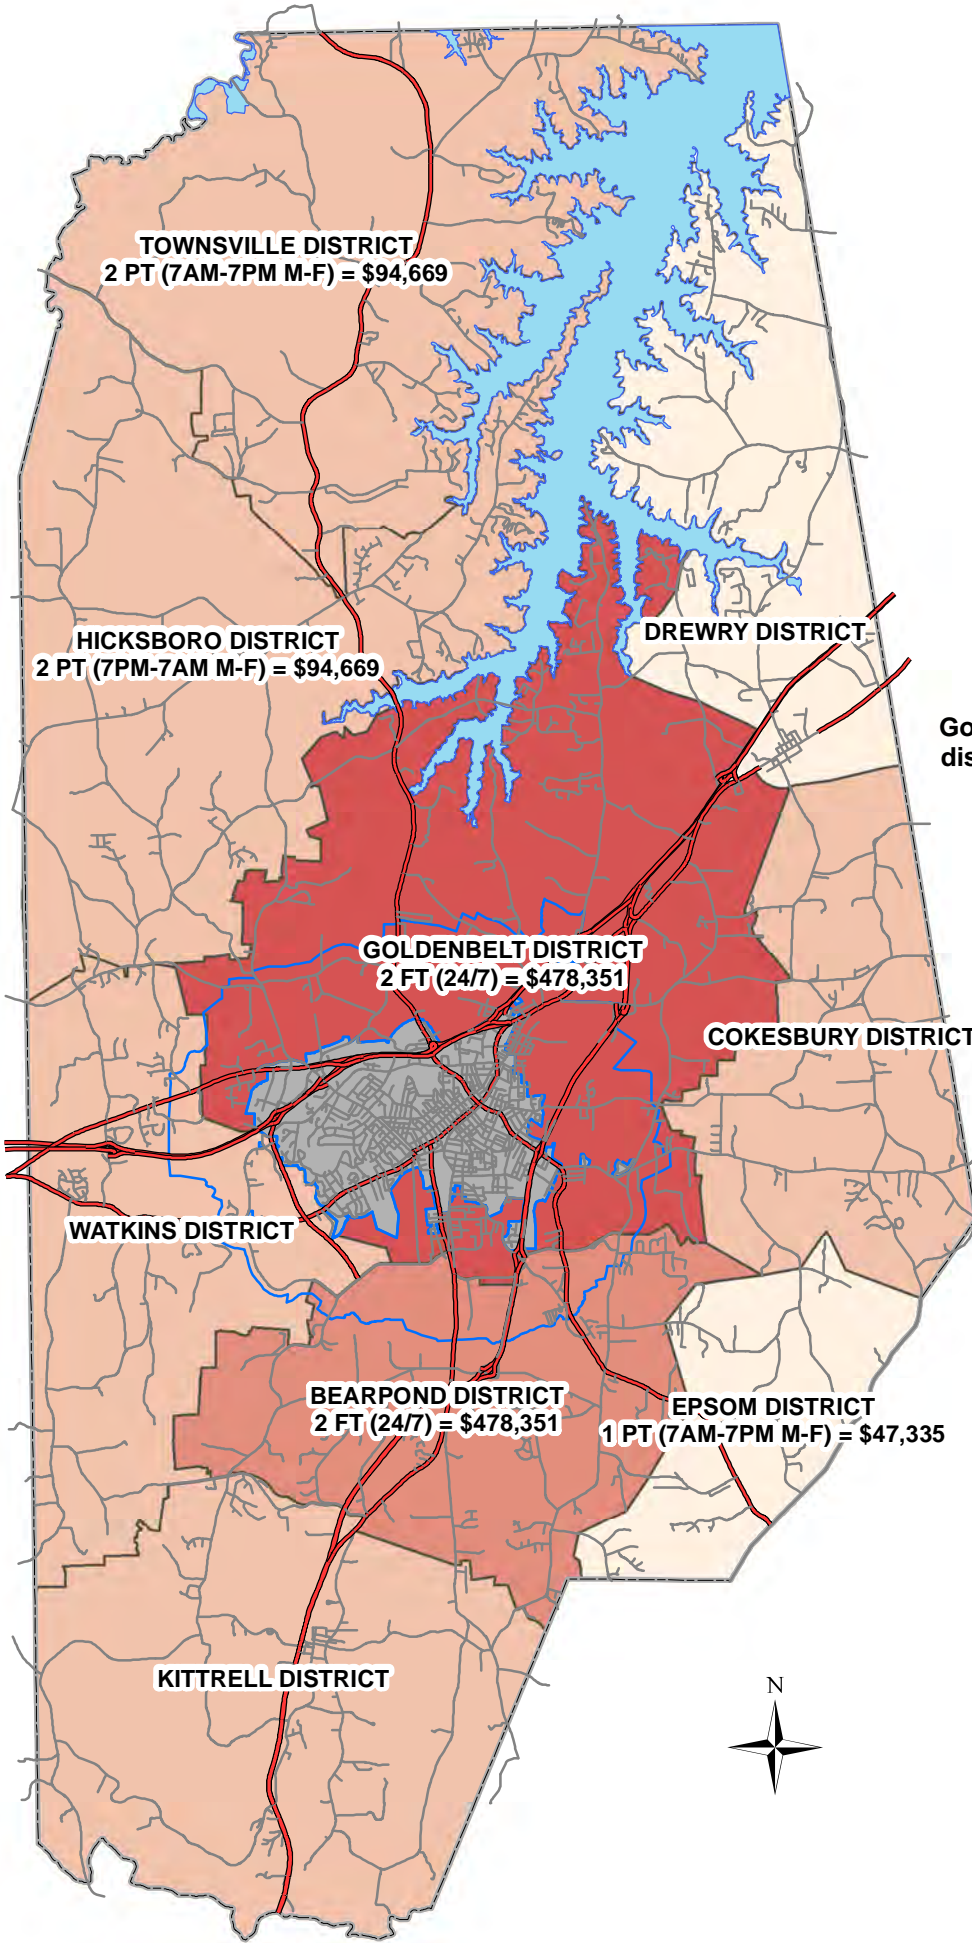 TOWNSVILLE DISTRICT
2 PT (7AM-7PM M-F) = $94,669
HICKSBORO DISTRICT
2 PT (7PM-7AM M-F) = $94,669
DREWRY DISTRICT
Go
dis
GOLDENBELT DISTRICT
2 FT (24/7) = $478,351
COKESBURY DISTRICT
WATKINS DISTRICT
BEARPOND DISTRICT
2 FT (24/7) = $478,351
EPSOM DISTRICT
1 PT (7AM-7PM M-F) = $47,335
KITTRELL DISTRICT
N